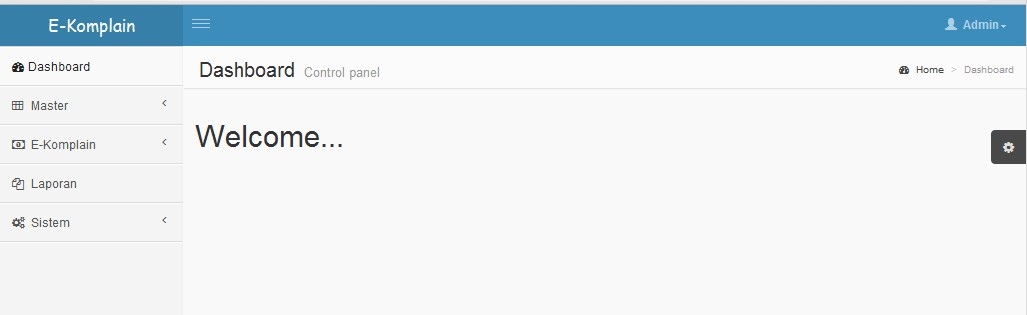 E-Komplain
Admin
Dashboard
Master
E-Komplain
Laporan
Sistem
Dashboard Control panel
Home > Dashboard
Welcome...